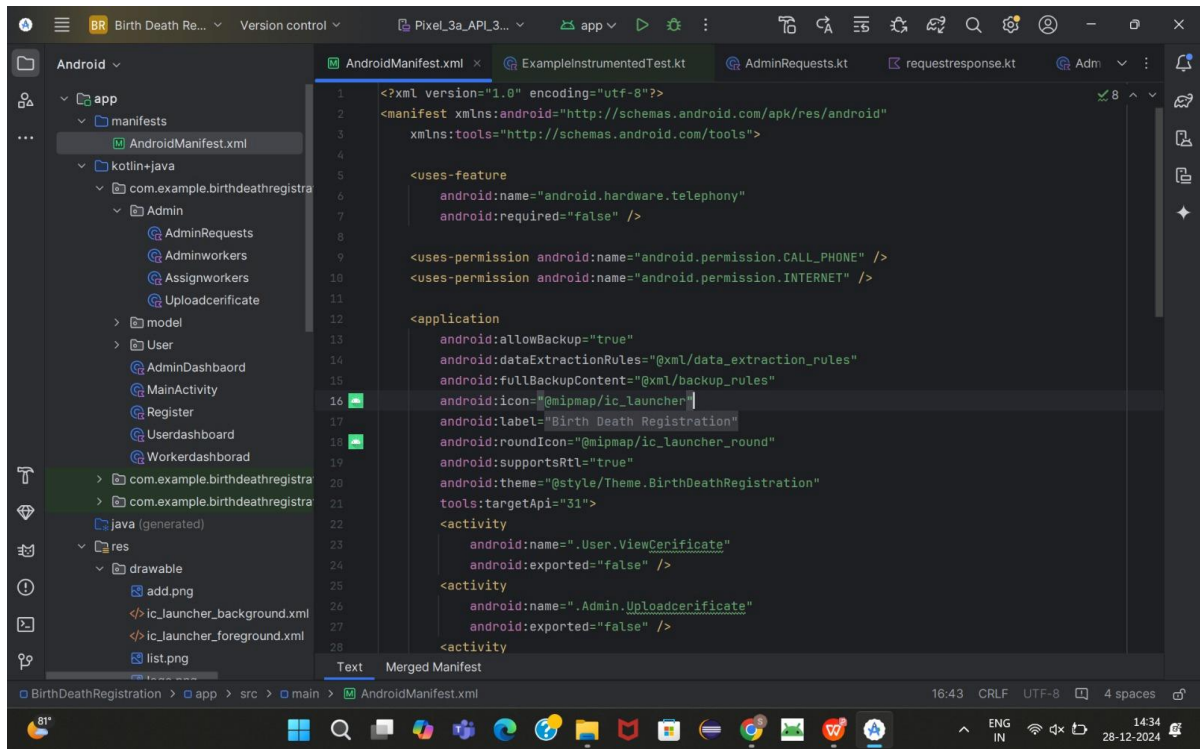 BR Birth Death Re... Version control Pixel_3a_API_3... app
Android
AndroidManifest.xml ExampleInstrumentedTest.kt AdminRequests.kt requestresponse.kt Adm
app
manifests
AndroidManifest.xml
kotlin+java
com.example.birthdeathregistra
Admin
AdminRequests
Adminworkers
Assignworkers
Uploadcerificate
model
User
AdminDashbaord
MainActivity
Register
Userdashboard
Workerdashborad
com.example.birthdeathregistra
com.example.birthdeathregistra
java (generated)
res
drawable
add.png
ic_launcher_background.xml
ic_launcher_foreground.xml
list.png
8
1 <?xml version="1.0" encoding="utf-8"?>
2 <manifest xmlns:android="http://schemas.android.com/apk/res/android"
3 xmlns:tools="http://schemas.android.com/tools">
4
5 <uses-feature
6 android:name="android.hardware.telephony"
7 android:required="false" />
8
9 <uses-permission android:name="android.permission.CALL_PHONE" />
10 <uses-permission android:name="android.permission.INTERNET" />
11
12 <application
13 android:allowBackup="true"
14 android:dataExtractionRules="@xml/data_extraction_rules"
15 android:fullBackupContent="@xml/backup_rules"
16 android:icon="@mipmap/ic_launcher"
17 android:label="Birth Death Registration"
18 android:roundIcon="@mipmap/ic_launcher_round"
19 android:supportsRtl="true"
20 android:theme="@style/Theme.BirthDeathRegistration"
21 tools:targetApi="31">
22 <activity
23 android:name=".User.ViewCerificate"
24 android:exported="false" />
25 <activity
26 android:name=".Admin.Uploadcerificate"
27 android:exported="false" />
28 <activity
Text Merged Manifest
BirthDeathRegistration > app > src > main > AndroidManifest.xml 16:43 CRLF UTF-8 4 spaces
81°
ENG
IN
14:34
28-12-2024